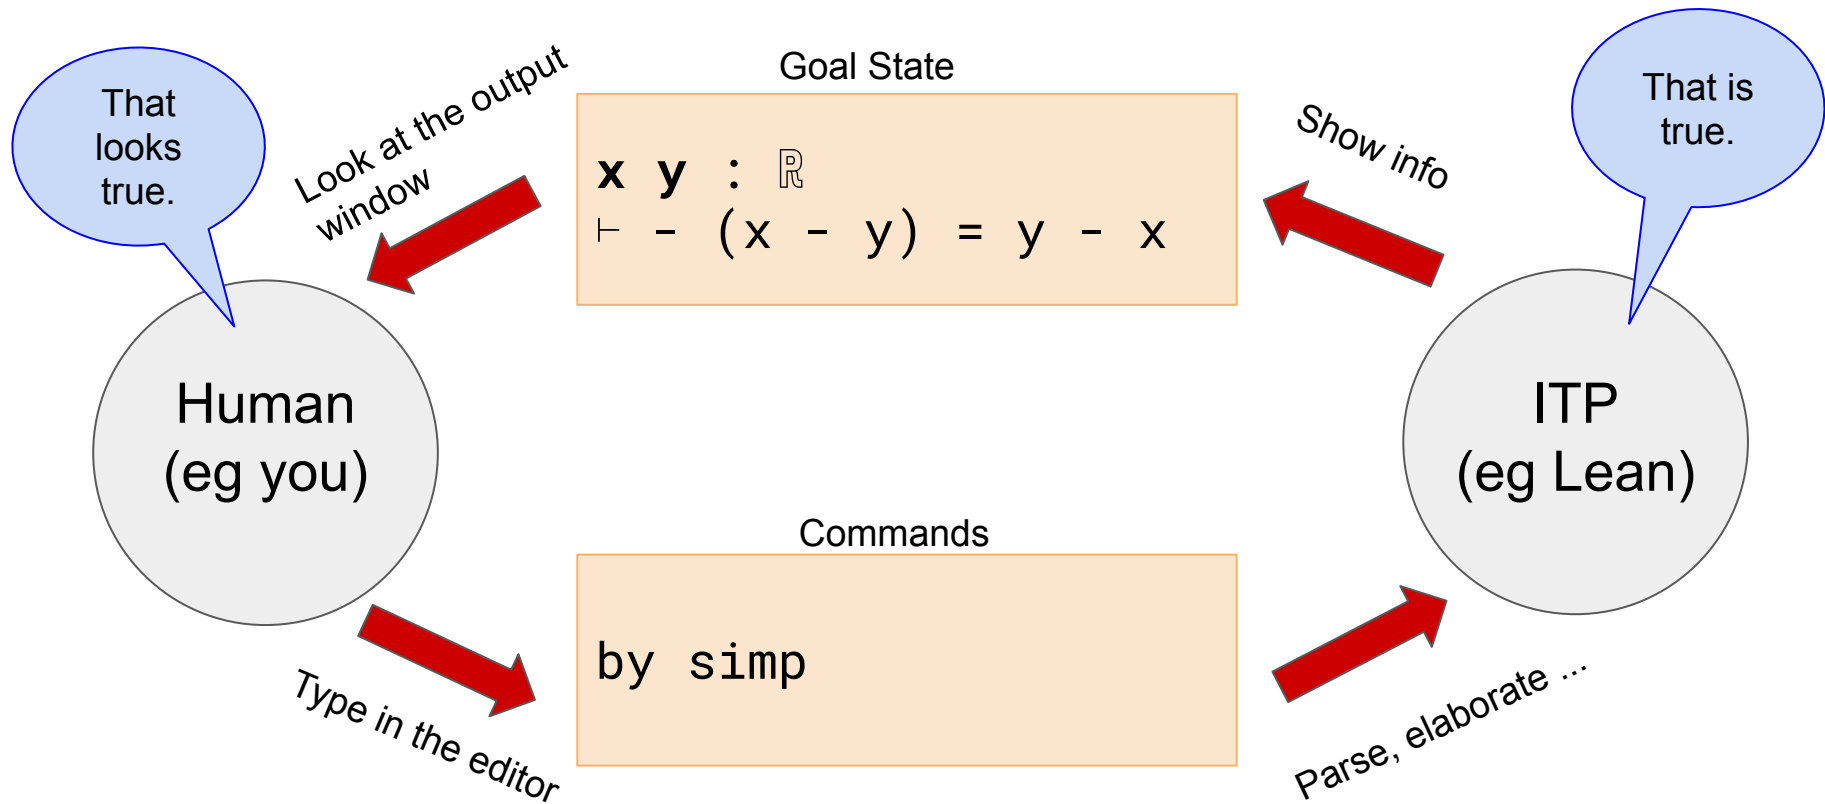 That
looks
true.
Look at the output
window
Goal State
x y : ℝ
⊢ - (x - y) = y - x
Show info
That is
true.
Human
(eg you)
ITP
(eg Lean)
Commands
by simp
Type in the editor
Parse, elaborate ...